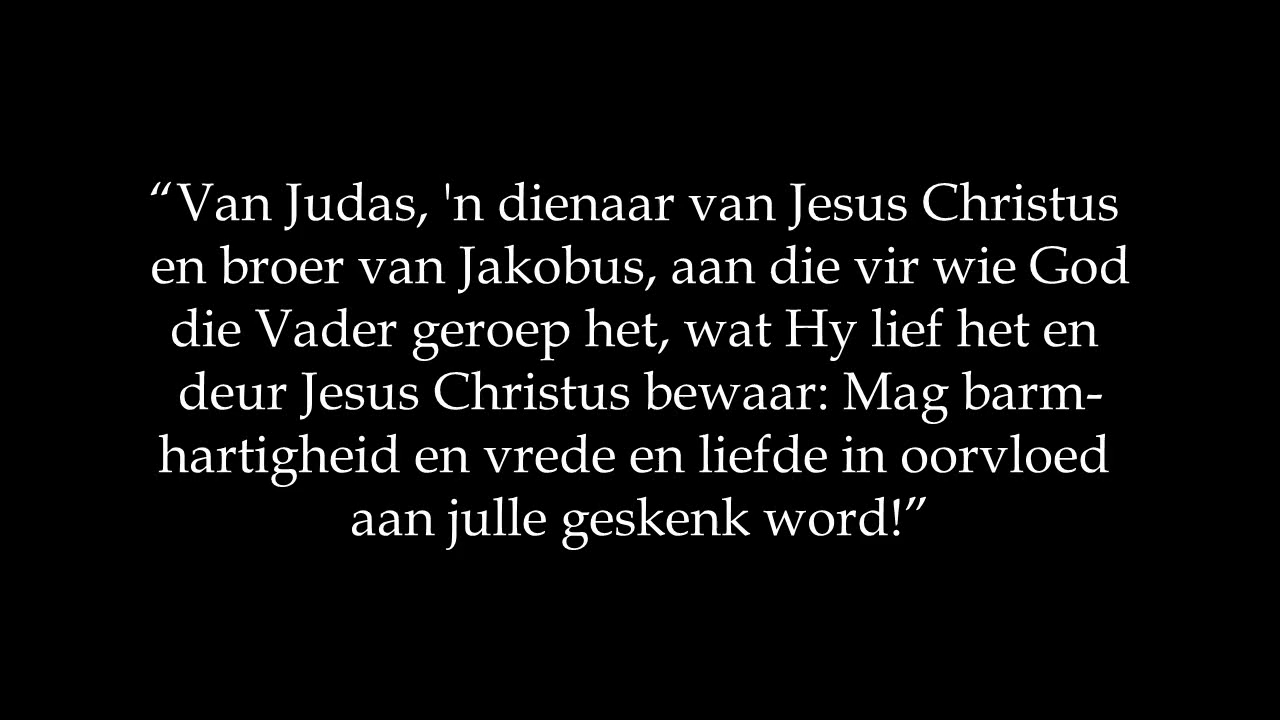 “Van Judas, 'n dienaar van Jesus Christus
en broer van Jakobus, aan die vir wie God
die Vader geroep het, wat Hy lief het en
deur Jesus Christus bewaar: Mag barm-
hartigheid en vrede en liefde in oorvloed
aan julle geskenk word!”